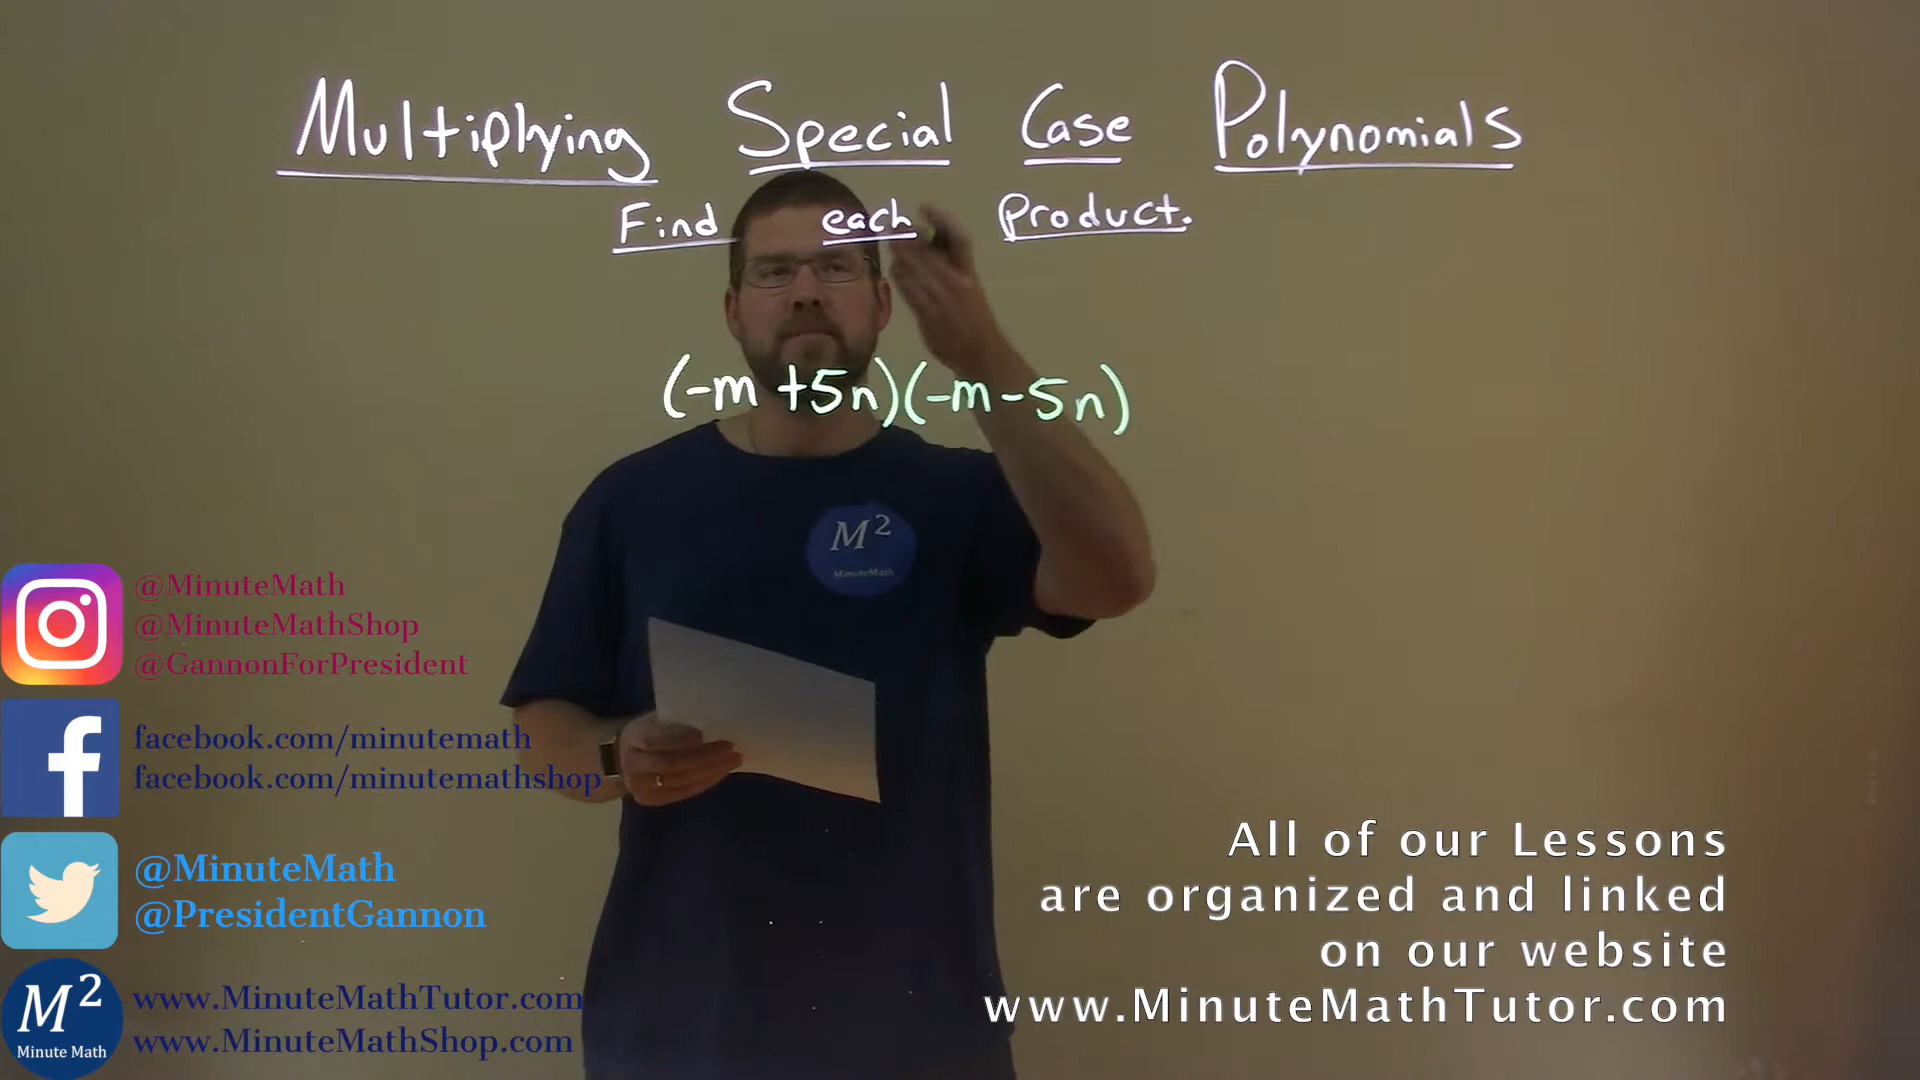 Multiplying Special Case Polynomials
Find each product.
(-m+5n)(-m-5n)
M²
MinuteMath
@MinuteMath
@MinuteMathShop
@GannonForPresident
facebook.com/minutemath
facebook.com/minutemathshop
@MinuteMath
@PresidentGannon
M²
Minute Math
www.MinuteMathTutor.com
www.MinuteMathShop.com
All of our Lessons
are organized and linked
on our website
www.MinuteMathTutor.com